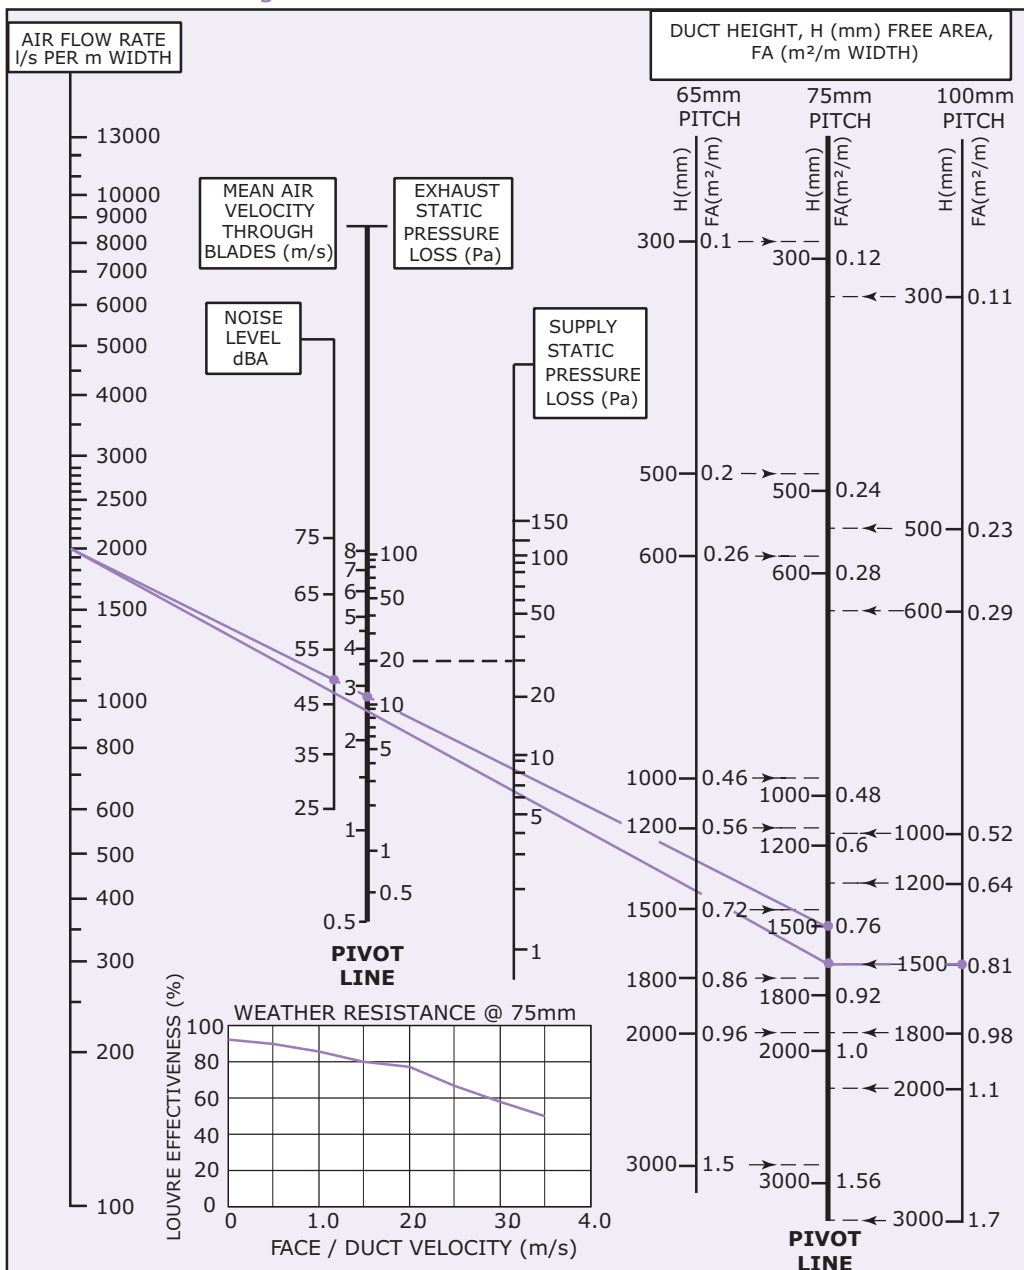 AIR FLOW RATE
l/s PER m WIDTH
13000
10000
9000
8000
7000
6000
5000
4000
3000
2500
2000
1500
1000
800
600
500
400
300
200
100
MEAN AIR
VELOCITY
THROUGH
BLADES (m/s)
EXHAUST
STATIC
PRESSURE
LOSS (Pa)
NOISE
LEVEL
dBA
SUPPLY
STATIC
PRESSURE
LOSS (Pa)
75
65
55
45
35
25
8
7
6
5
4
3
2
1
0.5
100
50
20
10
5
1
0.5
PIVOT
LINE
150
100
50
20
10
5
1
DUCT HEIGHT, H (mm) FREE AREA,
FA (m²/m WIDTH)
65mm
PITCH
H(mm)
FA(m²/m)
300 0.1
500 0.2
600 0.26
1000 0.46
1200 0.56
1500 0.72
1800 0.86
2000 0.96
3000 1.5
75mm
PITCH
H(mm)
FA(m²/m)
300 0.12
500 0.24
600 0.28
1000 0.48
1200 0.6
1500 0.76
1800 0.92
2000 1.0
3000 1.56
PIVOT
LINE
100mm
PITCH
H(mm)
FA(m²/m)
300 0.11
500 0.23
600 0.29
1000 0.52
1200 0.64
1500 0.81
1800 0.98
2000 1.1
3000 1.7
WEATHER RESISTANCE @ 75mm
LOUVRE EFFECTIVENESS (%)
100
80
60
40
20
0
0 1.0 2.0 3.0 4.0
FACE / DUCT VELOCITY (m/s)